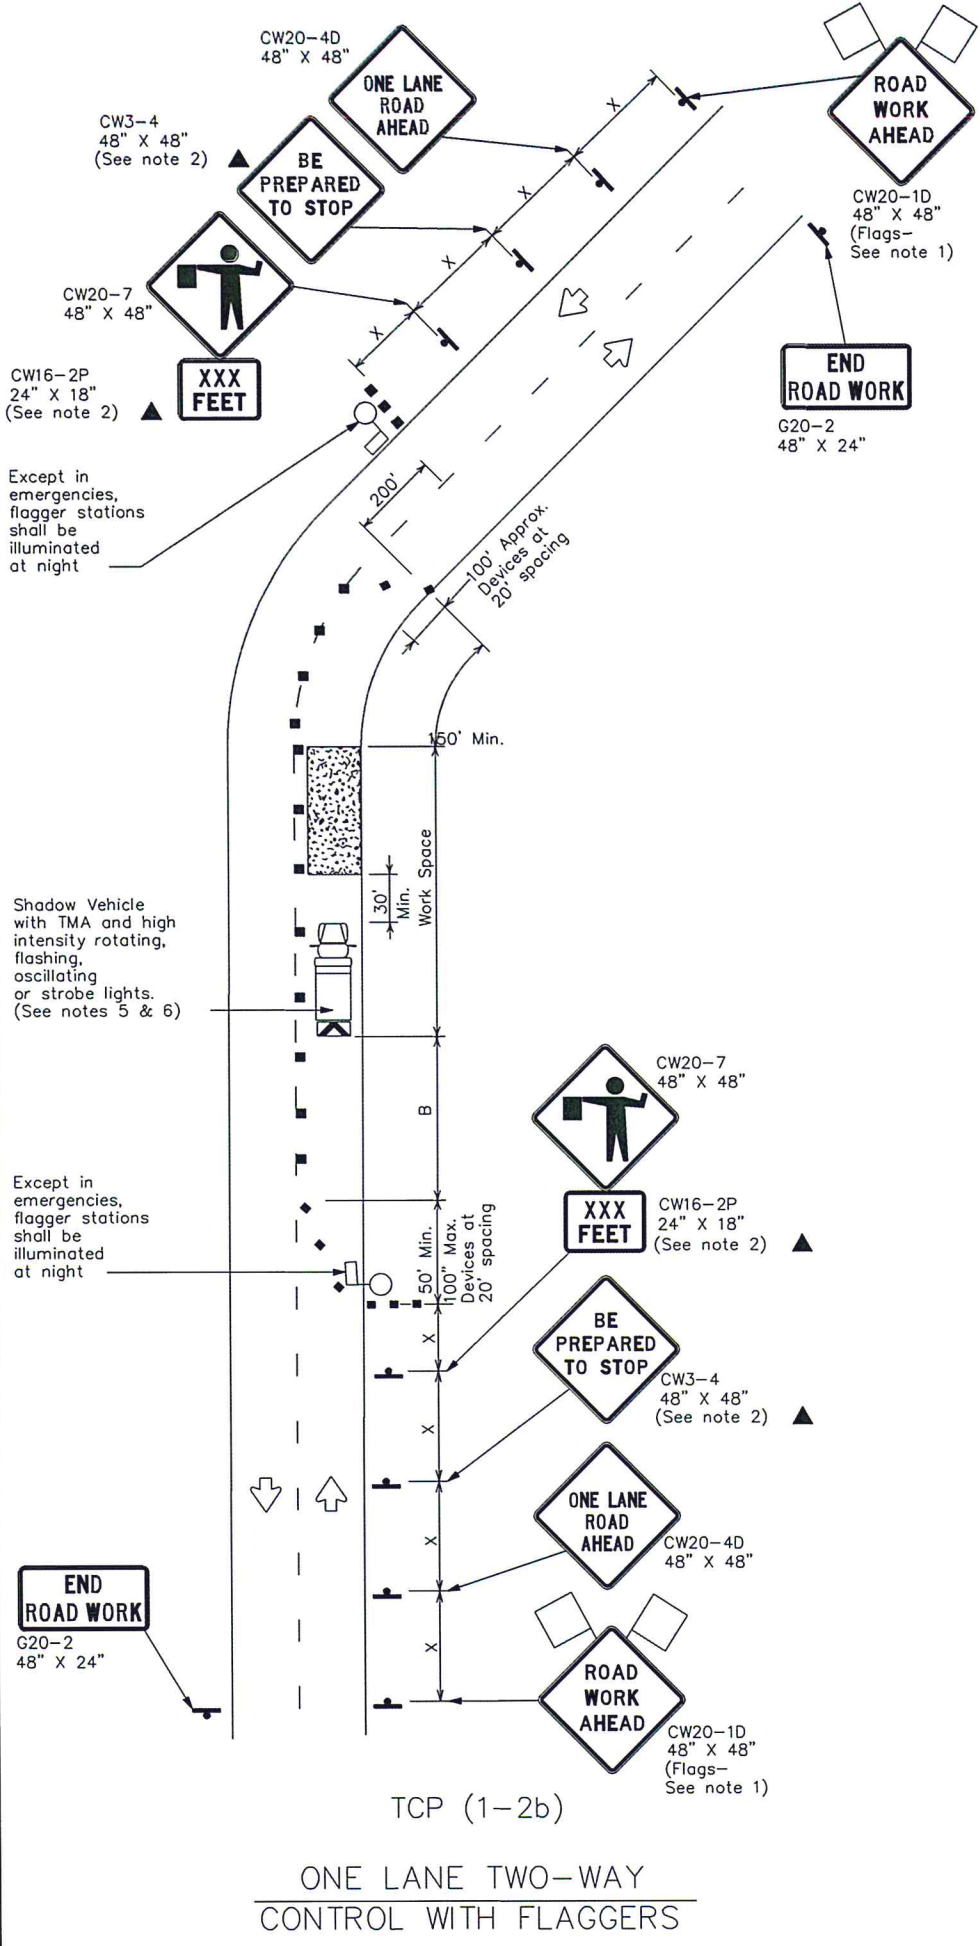 CW20-4D
48" X 48"
ONE LANE
ROAD
AHEAD
ROAD
WORK
AHEAD
CW20-1D
48" X 48"
(Flags-
See note 1)
CW3-4
48" X 48"
(See note 2)
BE
PREPARED
TO STOP
X
X
X
X
CW20-7
48" X 48"
CW16-2P
24" X 18"
(See note 2)
XXX
FEET
END
ROAD WORK
G20-2
48" X 24"
Except in
emergencies,
flagger stations
shall be
illuminated
at night
200'
100' Approx.
Devices at
20' spacing
150' Min.
Work Space
30'
Min.
Shadow Vehicle
with TMA and high
intensity rotating,
flashing,
oscillating
or strobe lights.
(See notes 5 & 6)
B
CW20-7
48" X 48"
XXX
FEET
CW16-2P
24" X 18"
(See note 2)
Except in
emergencies,
flagger stations
shall be
illuminated
at night
50' Min.
100" Max.
Devices at
20' spacing
X
BE
PREPARED
TO STOP
CW3-4
48" X 48"
(See note 2)
X
ONE LANE
ROAD
AHEAD
CW20-4D
48" X 48"
X
END
ROAD WORK
G20-2
48" X 24"
X
ROAD
WORK
AHEAD
CW20-1D
48" X 48"
(Flags-
See note 1)
TCP (1-2b)
ONE LANE TWO-WAY
CONTROL WITH FLAGGERS